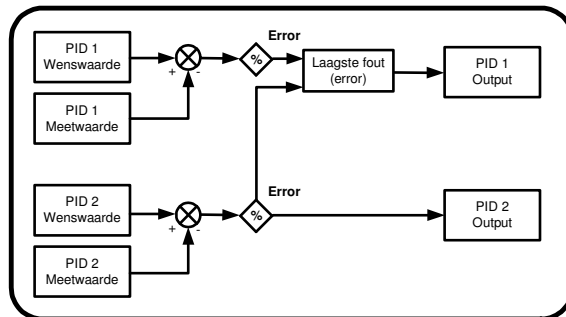 PID 1
Wenswaarde
+
-
%
Error
Laagste fout
(error)
PID 1
Output
PID 1
Meetwaarde
PID 2
Wenswaarde
+
-
%
Error
PID 2
Output
PID 2
Meetwaarde